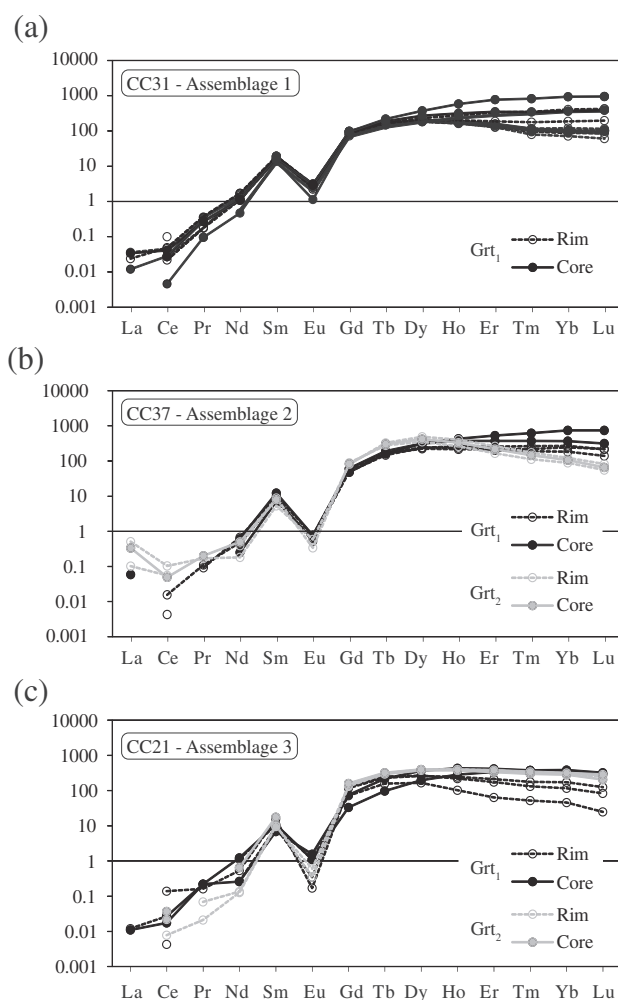 (a)
10000
CC31 - Assemblage 1
1000
100
10
1
0.1
Rim
Grt1
Core
0.01
0.001
La Ce Pr Nd Sm Eu Gd Tb Dy Ho Er Tm Yb Lu
(b)
10000
CC37 - Assemblage 2
1000
100
10
1
Rim
Grt1
Core
0.1
Rim
0.01
Grt2
Core
0.001
La Ce Pr Nd Sm Eu Gd Tb Dy Ho Er Tm Yb Lu
(c)
10000
CC21 - Assemblage 3
1000
100
10
1
Rim
Grt1
Core
0.1
Rim
0.01
Grt2
Core
0.001
La Ce Pr Nd Sm Eu Gd Tb Dy Ho Er Tm Yb Lu